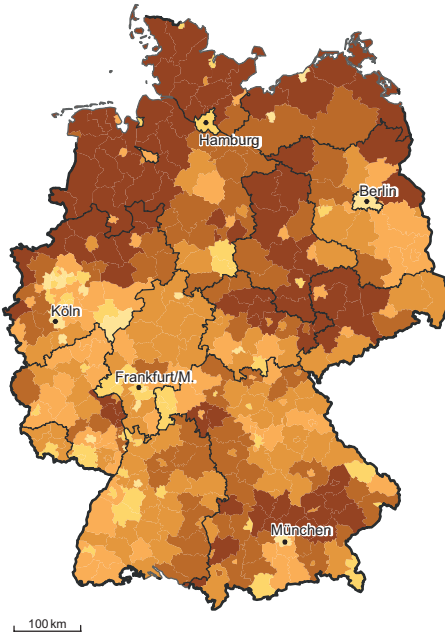 Hamburg
Berlin
Köln
Frankfurt/M.
München
100 km